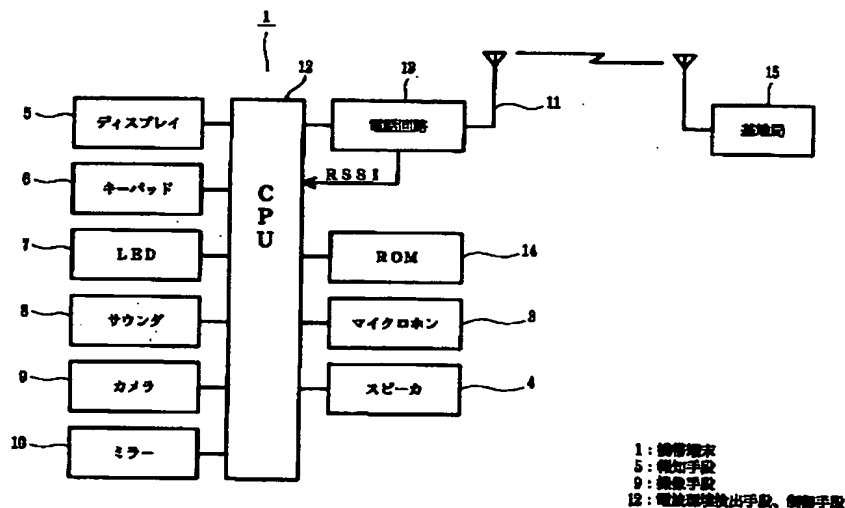 1
12
13
11
15
5
ディスプレイ
電話回路
基地局
RSSI
6
キーパッド
CPU
7
LED
ROM
14
8
サウンダ
マイクロホン
3
9
カメラ
スピーカ
4
10
ミラー
1：携帯端末
5：報知手段
9：撮像手段
12：電波環境検出手段、制御手段